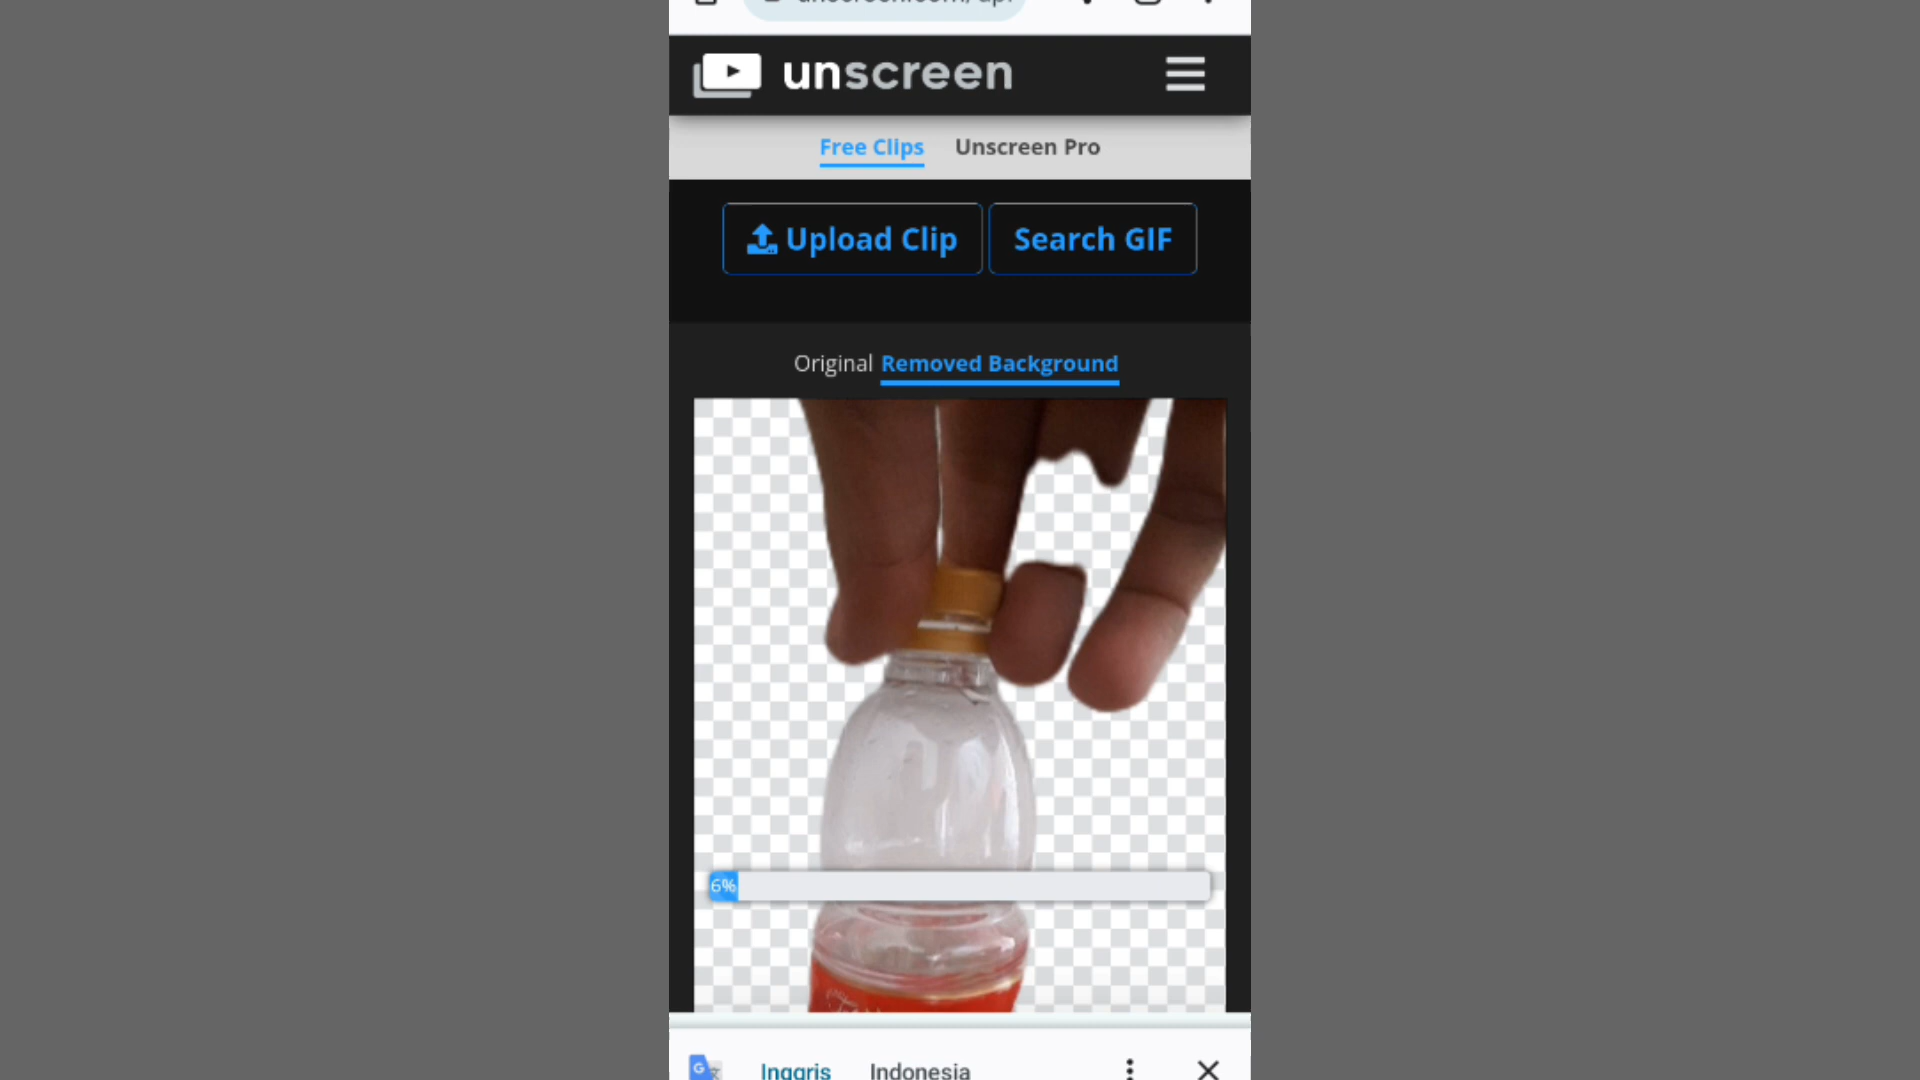 unscreen
Free Clips Unscreen Pro
Upload Clip Search GIF
Original Removed Background
6%
Inggris Indonesia